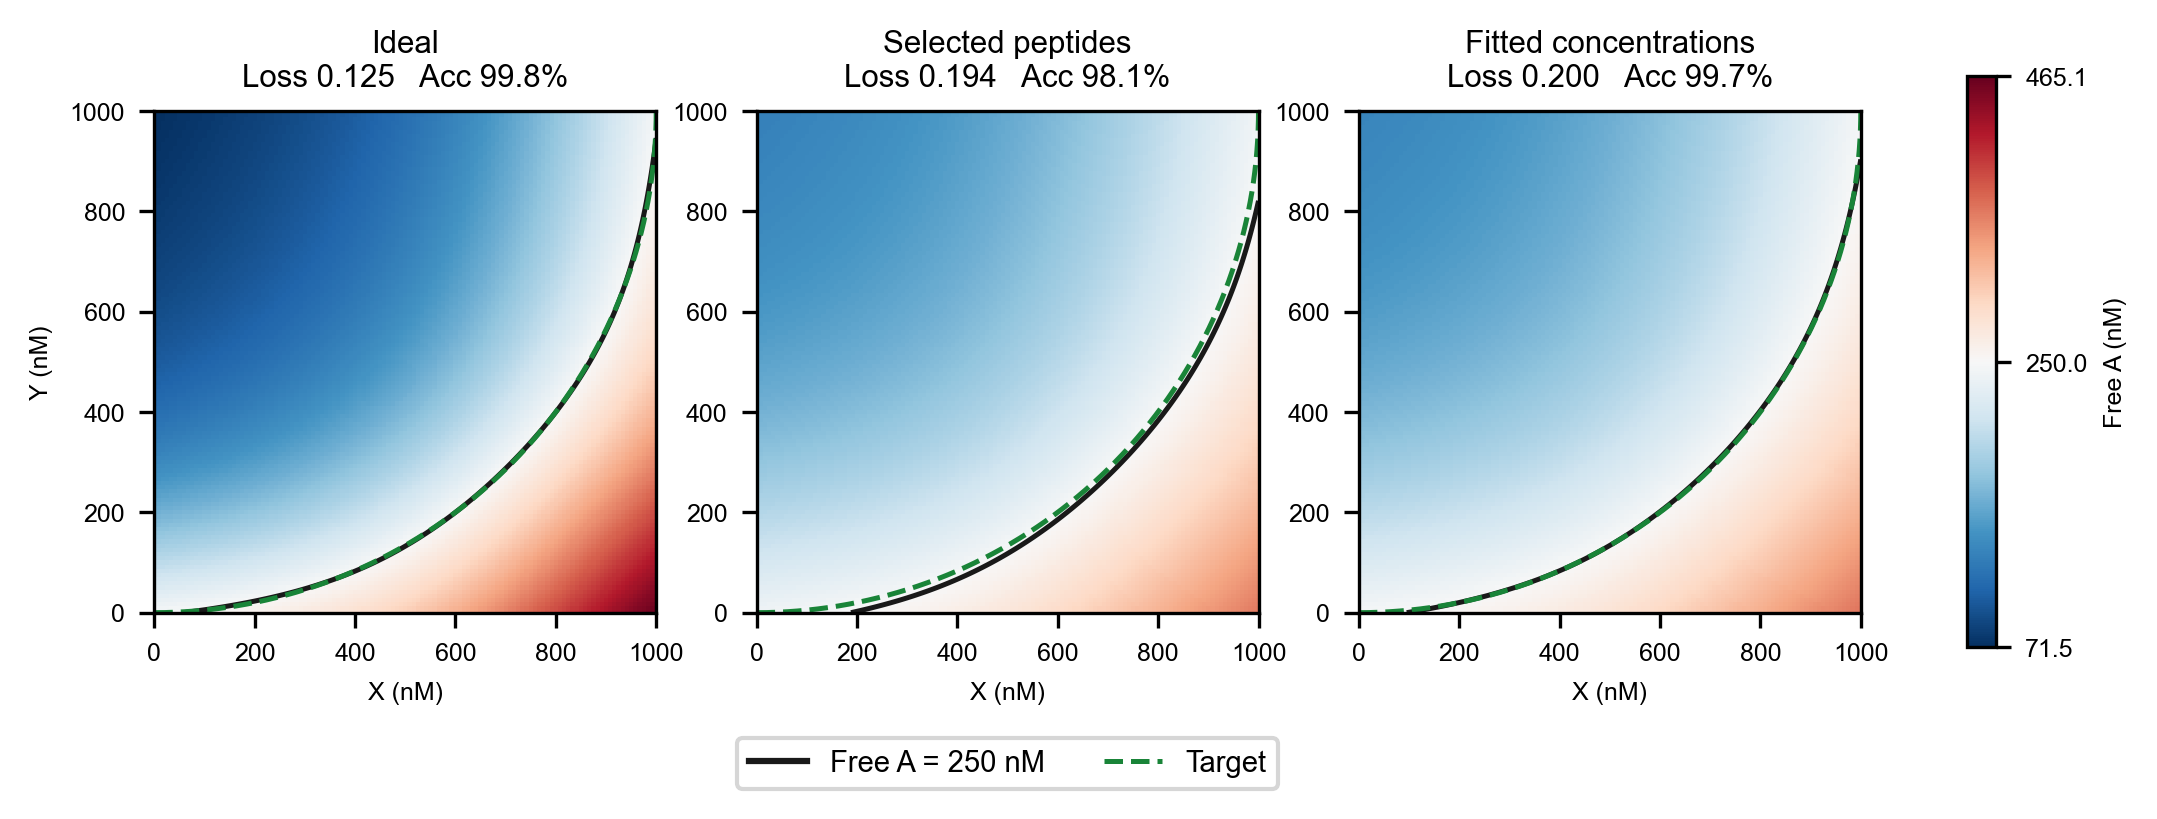 Ideal
Loss 0.125   Acc 99.8%
Selected peptides
Loss 0.194   Acc 98.1%
Fitted concentrations
Loss 0.200   Acc 99.7%
Y (nM)
1000
800
600
400
200
0
0 200 400 600 800 1000
X (nM)
1000
800
600
400
200
0
0 200 400 600 800 1000
X (nM)
1000
800
600
400
200
0
0 200 400 600 800 1000
X (nM)
465.1
250.0
71.5
Free A (nM)
Free A = 250 nM
Target